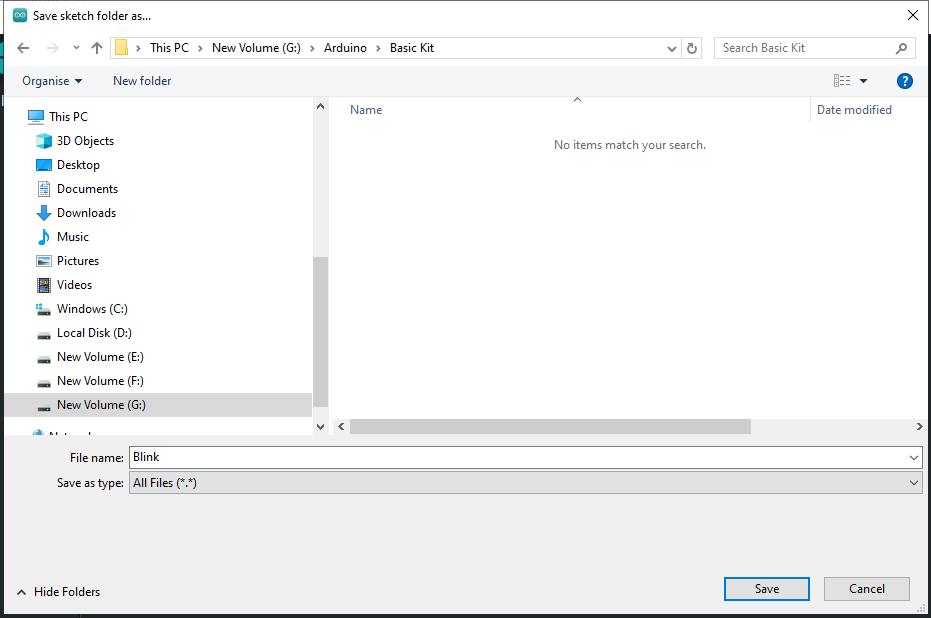 Save sketch folder as...
This PC > New Volume (G:) > Arduino > Basic Kit
Search Basic Kit
Organise
New folder
?
This PC
3D Objects
Desktop
Documents
Downloads
Music
Pictures
Videos
Windows (C:)
Local Disk (D:)
New Volume (E:)
New Volume (F:)
New Volume (G:)
Name
Date modified
No items match your search.
File name: Blink
Save as type: All Files (*.*)
Hide Folders
Save
Cancel